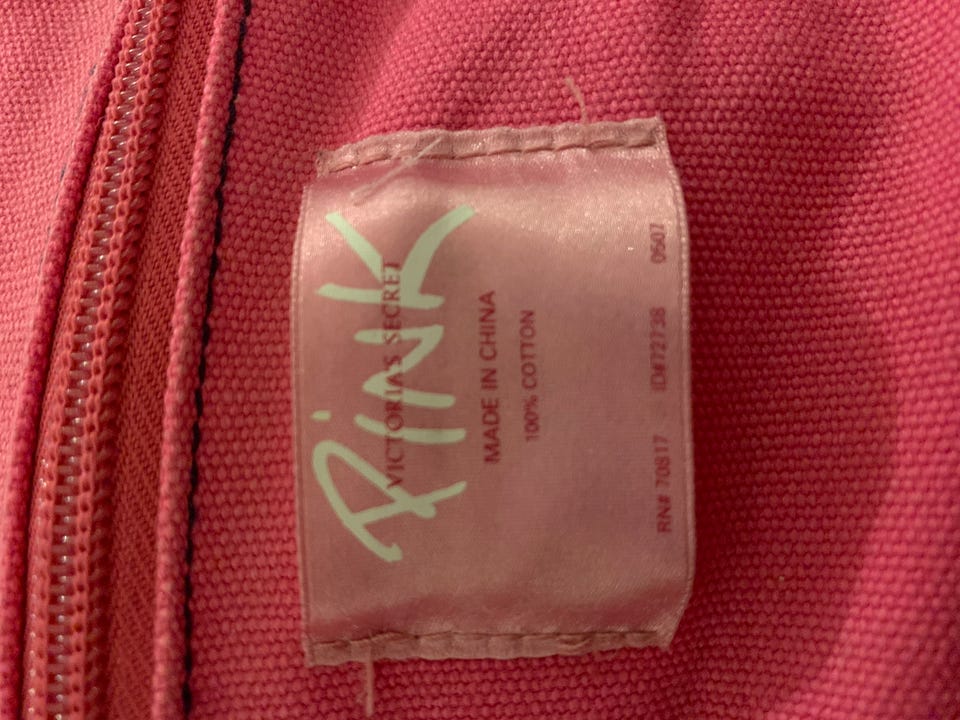 PINK
VICTORIA'S SECRET
MADE IN CHINA
100% COTTON
RN# 70817 ID#72738 0507